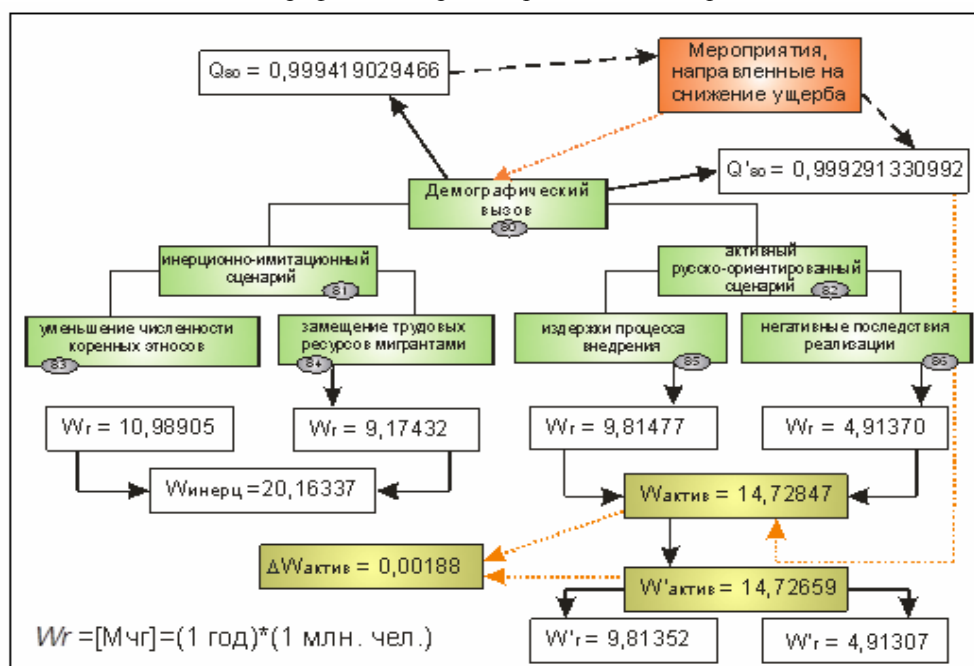 Q₈₀ = 0,999419029466
Мероприятия,
направленные на
снижение ущерба
Q'₈₀ = 0,999291330992
Демографический
вызов
80
инерционно-имитационный
сценарий
81
активный
русско-ориентированный
сценарий
82
уменьшение численности
коренных этносов
83
замещение трудовых
ресурсов мигрантами
84
издержки процесса
внедрения
85
негативные последствия
реализации
86
Wr = 10,98905
Wr = 9,17432
Wr = 9,81477
Wr = 4,91370
Wинерц =20,16337
Wактив = 14,72847
ΔWактив = 0,00188
W'актив = 14,72659
Wr =[Мчг]=(1 год)*(1 млн. чел.)
W'r = 9,81352
W'r = 4,91307